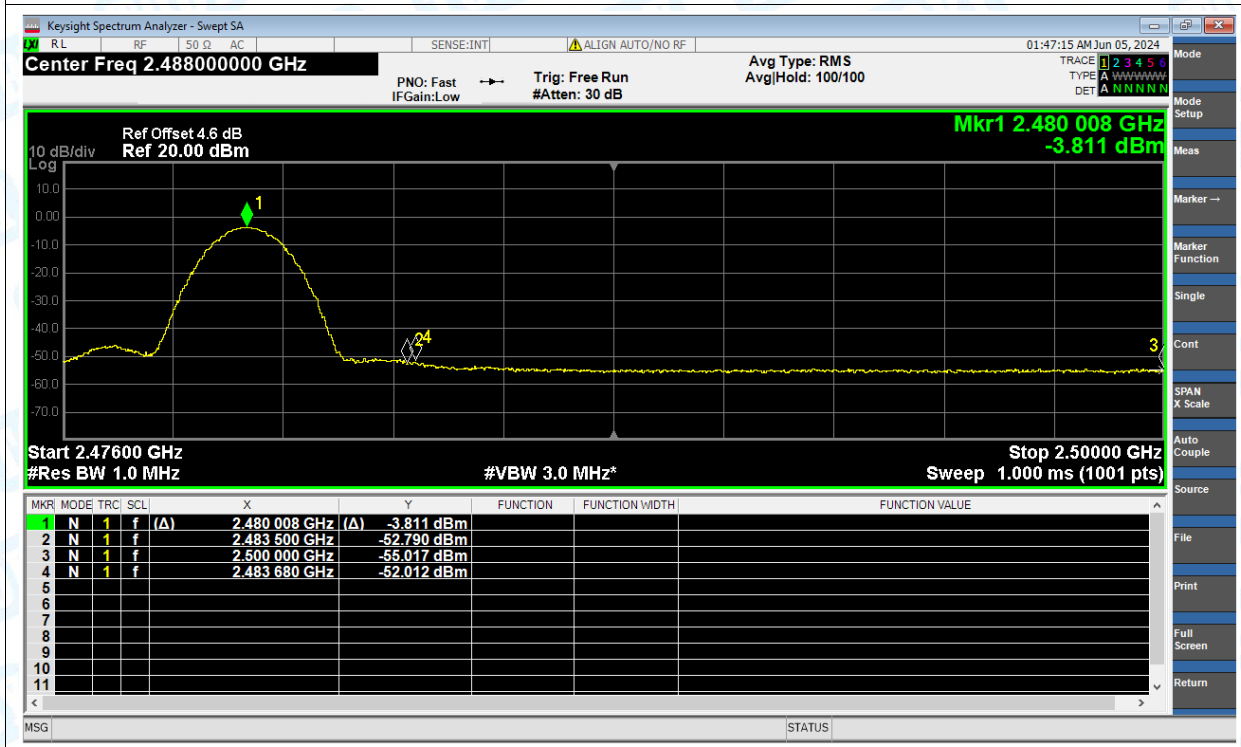 Keysight Spectrum Analyzer - Swept SA
LXI RL RF 50 Ω AC SENSE:INT ALIGN AUTO/NO RF 01:47:15 AM Jun 05, 2024
Center Freq 2.488000000 GHz
PNO: Fast
IFGain:Low
Trig: Free Run
#Atten: 30 dB
Avg Type: RMS
Avg|Hold: 100/100
TRACE 1 2 3 4 5 6
TYPE A WWWWW
DET A N N N N N
Ref Offset 4.6 dB
Ref 20.00 dBm
10 dB/div
Log
Mkr1 2.480 008 GHz
-3.811 dBm
10.0
0.00
-10.0
-20.0
-30.0
-40.0
-50.0
-60.0
-70.0
1
2
4
3
Start 2.47600 GHz
Stop 2.50000 GHz
#Res BW 1.0 MHz
#VBW 3.0 MHz*
Sweep 1.000 ms (1001 pts)
MKR MODE TRC SCL X Y FUNCTION FUNCTION WIDTH FUNCTION VALUE
1 N 1 f (Δ) 2.480 008 GHz (Δ) -3.811 dBm
2 N 1 f 2.483 500 GHz -52.790 dBm
3 N 1 f 2.500 000 GHz -55.017 dBm
4 N 1 f 2.483 680 GHz -52.012 dBm
5
6
7
8
9
10
11
MSG
STATUS
Mode
Mode Setup
Meas
Marker →
Marker Function
Single
Cont
SPAN X Scale
Auto Couple
Source
File
Print
Full Screen
Return